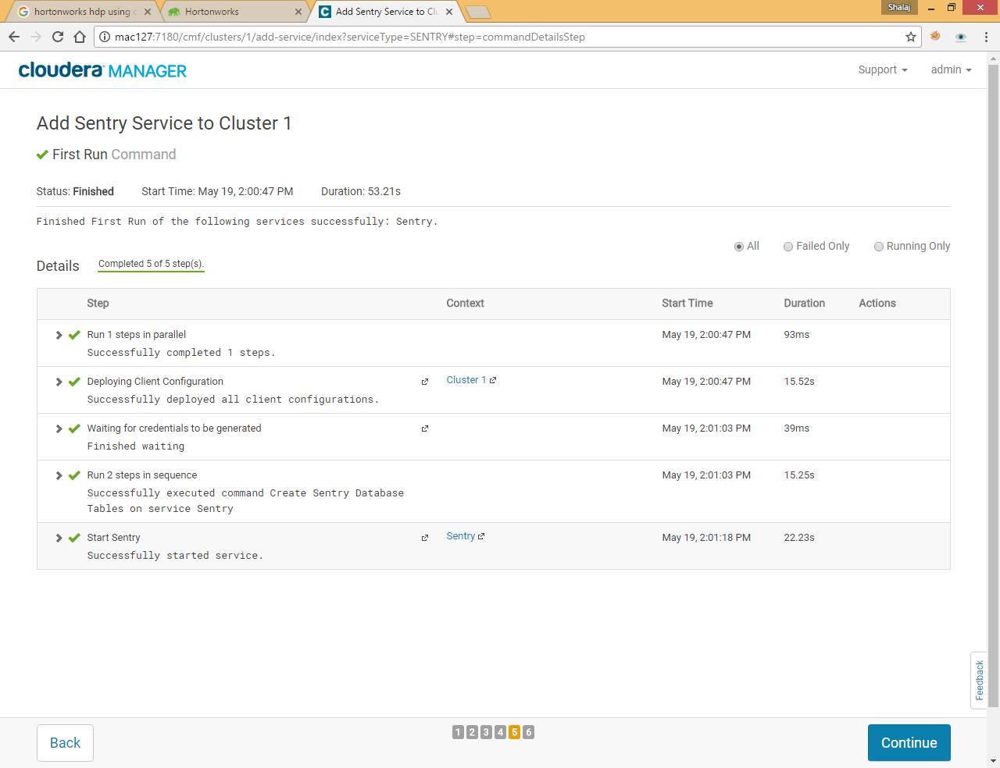 hortonworks hdp using
Hortonworks
Add Sentry Service to Clu
Shalaj
mac127:7180/cmf/clusters/1/add-service/index?serviceType=SENTRY#step=commandDetailsStep
cloudera MANAGER
Support
admin
Add Sentry Service to Cluster 1
First Run Command
Status: Finished Start Time: May 19, 2:00:47 PM Duration: 53.21s
Finished First Run of the following services successfully: Sentry.
All Failed Only Running Only
Details Completed 5 of 5 step(s).
Step Context Start Time Duration Actions
Run 1 steps in parallel May 19, 2:00:47 PM 93ms
Successfully completed 1 steps.
Deploying Client Configuration Cluster 1 May 19, 2:00:47 PM 15.52s
Successfully deployed all client configurations.
Waiting for credentials to be generated May 19, 2:01:03 PM 39ms
Finished waiting
Run 2 steps in sequence May 19, 2:01:03 PM 15.25s
Successfully executed command Create Sentry Database
Tables on service Sentry
Start Sentry Sentry May 19, 2:01:18 PM 22.23s
Successfully started service.
Feedback
Back 1 2 3 4 5 6 Continue